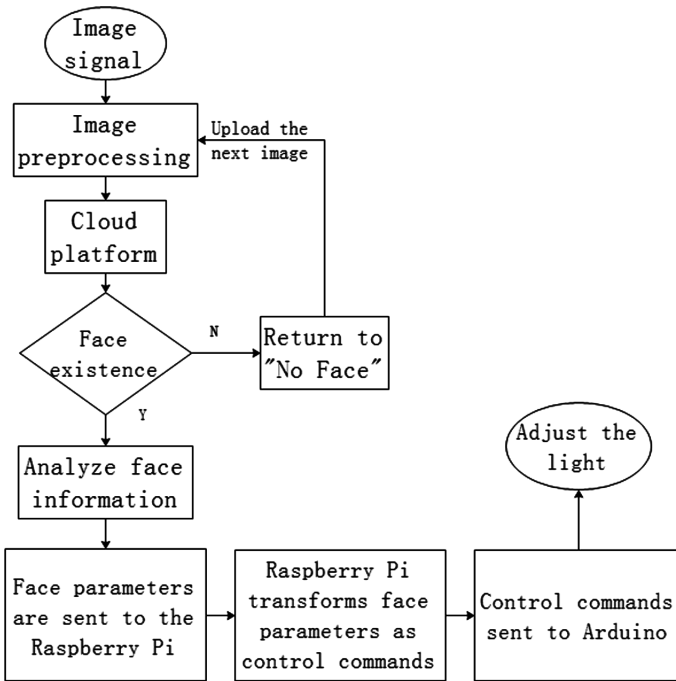 Image
signal
Image
preprocessing
Upload the
next image
Cloud
platform
Face
existence
N
Return to
"No Face"
Y
Analyze face
information
Adjust the
light
Face parameters
are sent to the
Raspberry Pi
Raspberry Pi
transforms face
parameters as
control commands
Control commands
sent to Arduino